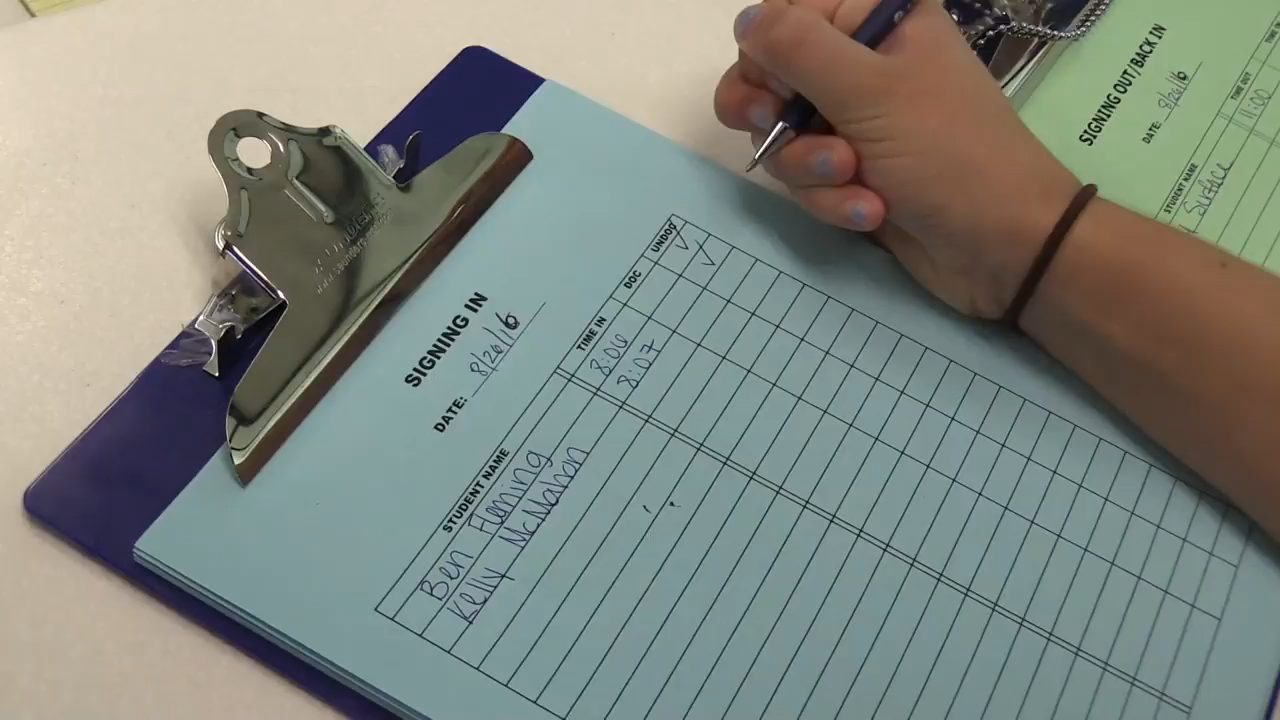 SIGNING IN
DATE: 8/26/16
STUDENT NAME TIME IN DOC UNDOC
Ben Fleming 8:06 ✓
Kelly McMahon 8:07 ✓
SIGNING OUT/BACK IN
DATE: 8/26/16
STUDENT NAME TIME OUT
11:00